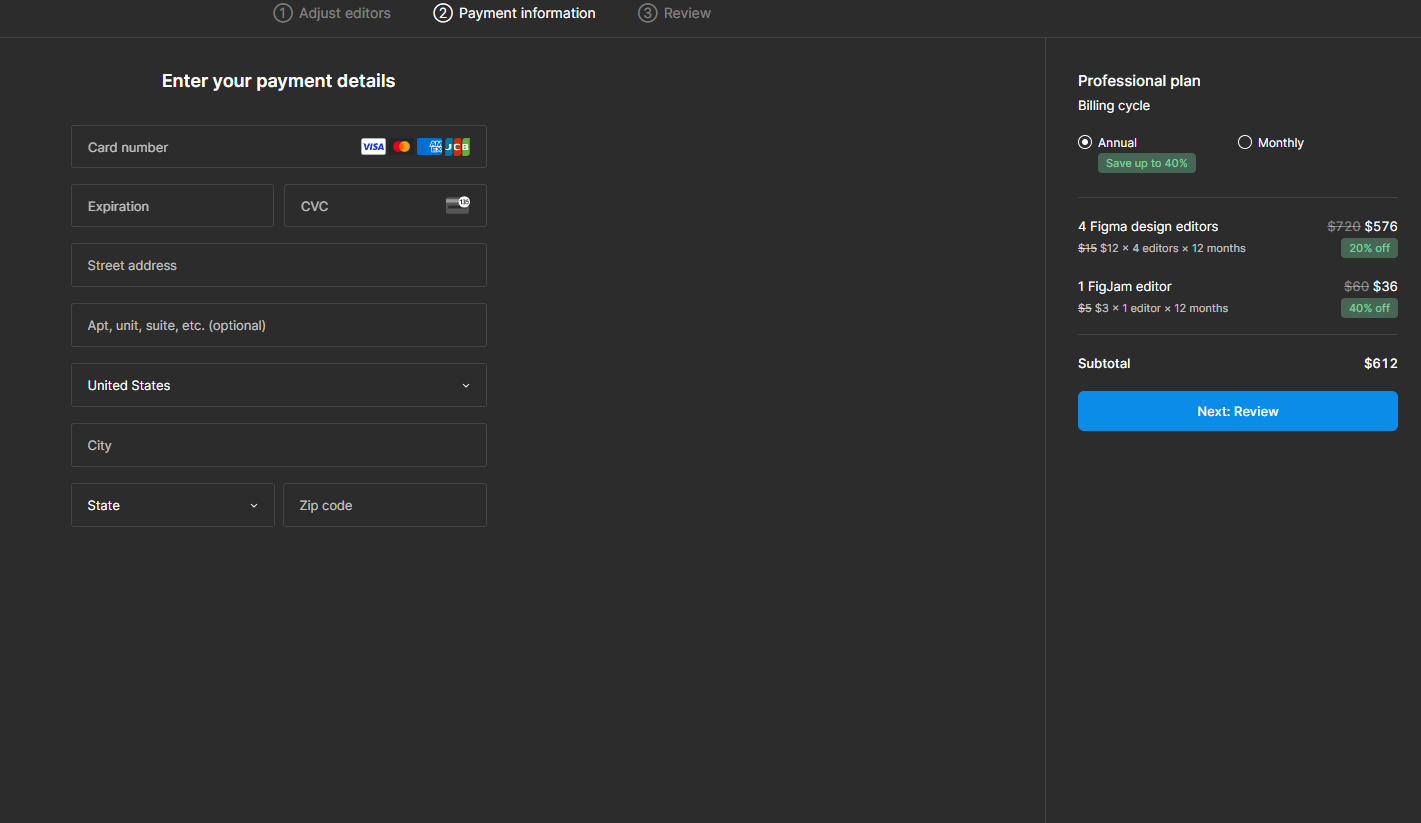 1 Adjust editors 2 Payment information 3 Review
Enter your payment details
Card number VISA AMEX JCB
Expiration CVC 135
Street address
Apt, unit, suite, etc. (optional)
United States
City
State Zip code
Professional plan
Billing cycle
Annual Monthly
Save up to 40%
4 Figma design editors $720 $576
$15 $12 × 4 editors × 12 months 20% off
1 FigJam editor $60 $36
$5 $3 × 1 editor × 12 months 40% off
Subtotal $612
Next: Review